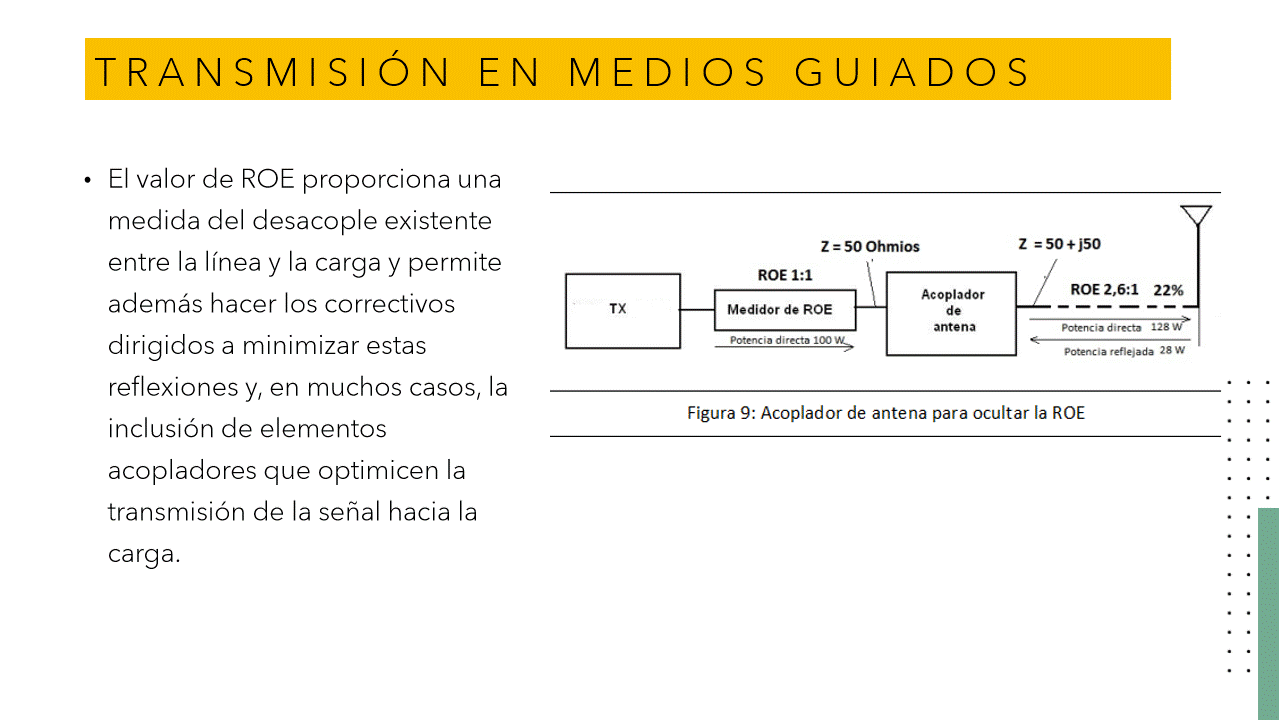 TRANSMISIÓN EN MEDIOS GUIADOS
• El valor de ROE proporciona una
medida del desacople existente
entre la línea y la carga y permite
además hacer los correctivos
dirigidos a minimizar estas
reflexiones y, en muchos casos, la
inclusión de elementos
acopladores que optimicen la
transmisión de la señal hacia la
carga.
Z = 50 Ohmios
Z = 50 + j50
ROE 1:1
TX
Medidor de ROE
Potencia directa 100 W
Acoplador
de
antena
ROE 2,6:1 22%
Potencia directa 128 W
Potencia reflejada 28 W
Figura 9: Acoplador de antena para ocultar la ROE